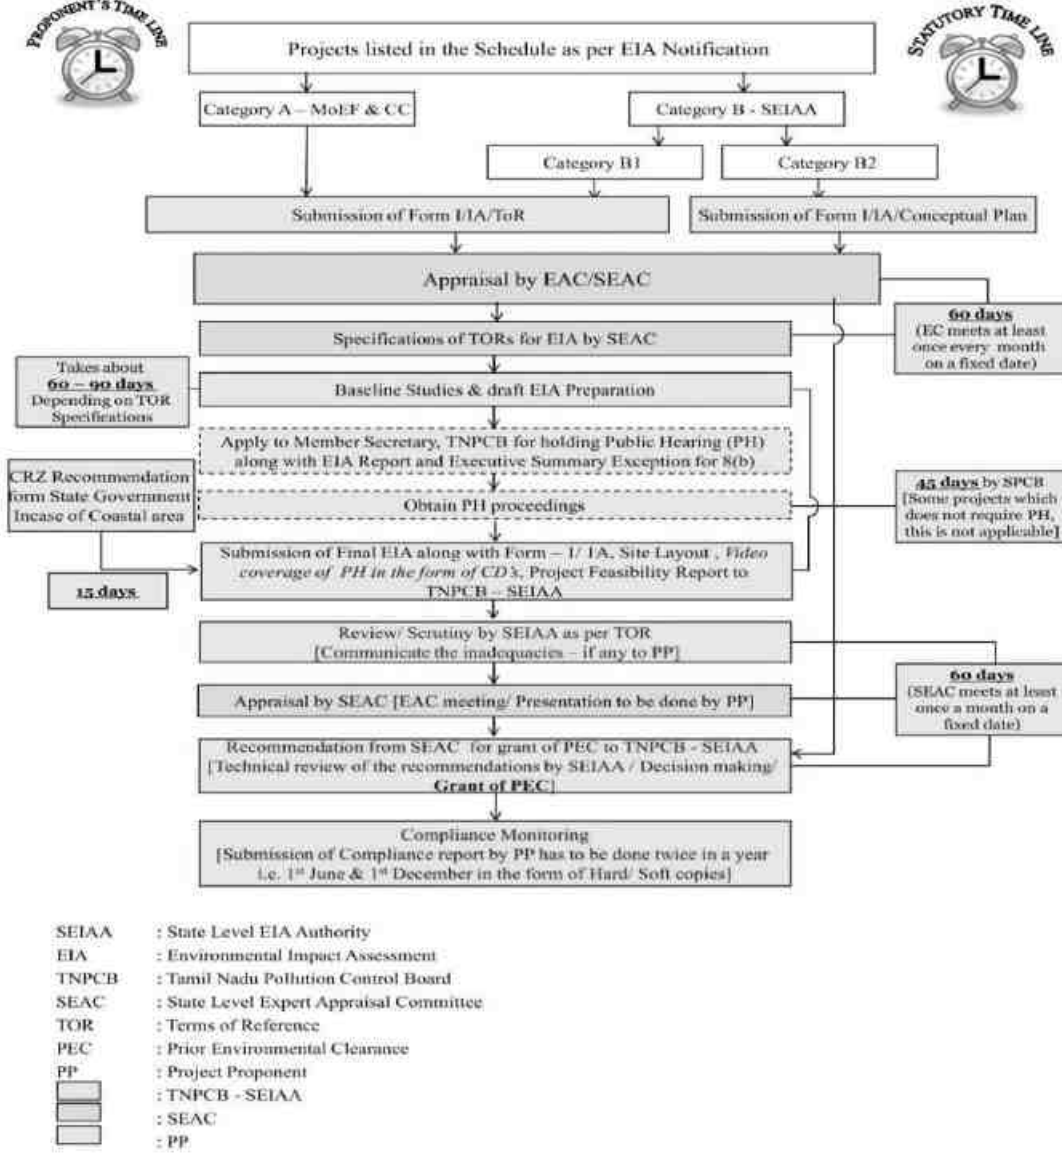 PROPONENT'S TIME LINE
STATUTORY TIME LINE
Projects listed in the Schedule as per EIA Notification
Category A – MoEF & CC
Category B - SEIAA
Category B1
Category B2
Submission of Form I/IA/ToR
Submission of Form I/IA/Conceptual Plan
Appraisal by EAC/SEAC
Specifications of TORs for EIA by SEAC
60 days
(EC meets at least
once every month
on a fixed date)
Takes about
60 – 90 days
Depending on TOR
Specifications
Baseline Studies & draft EIA Preparation
Apply to Member Secretary, TNPCB for holding Public Hearing (PH)
along with EIA Report and Executive Summary Exception for 8(b)
CRZ Recommendation
form State Government
Incase of Coastal area
Obtain PH proceedings
45 days by SPCB
[Some projects which
does not require PH,
this is not applicable]
15 days
Submission of Final EIA along with Form – I/ IA, Site Layout , Video
coverage of PH in the form of CD's, Project Feasibility Report to
TNPCB – SEIAA
Review/ Scrutiny by SEIAA as per TOR
[Communicate the inadequacies – if any to PP]
Appraisal by SEAC [EAC meeting/ Presentation to be done by PP]
60 days
(SEAC meets at least
once a month on a
fixed date)
Recommendation from SEAC for grant of PEC to TNPCB - SEIAA
[Technical review of the recommendations by SEIAA / Decision making/
Grant of PEC]
Compliance Monitoring
[Submission of Compliance report by PP has to be done twice in a year
i.e. 1st June & 1st December in the form of Hard/ Soft copies]
SEIAA : State Level EIA Authority
EIA : Environmental Impact Assessment
TNPCB : Tamil Nadu Pollution Control Board
SEAC : State Level Expert Appraisal Committee
TOR : Terms of Reference
PEC : Prior Environmental Clearance
PP : Project Proponent
: TNPCB - SEIAA
: SEAC
: PP